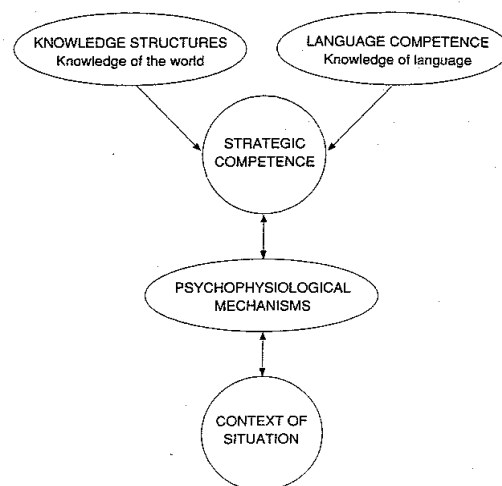 KNOWLEDGE STRUCTURES
Knowledge of the world
LANGUAGE COMPETENCE
Knowledge of language
STRATEGIC
COMPETENCE
PSYCHOPHYSIOLOGICAL
MECHANISMS
CONTEXT OF
SITUATION